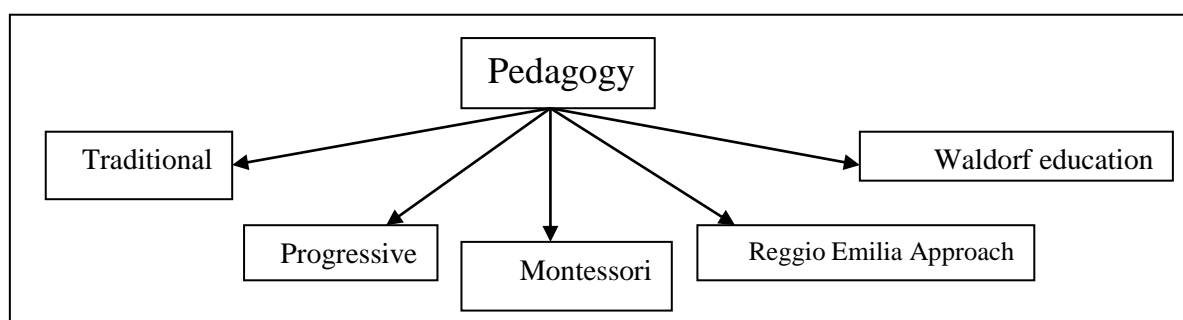 Pedagogy
Traditional
Waldorf education
Progressive
Montessori
Reggio Emilia Approach